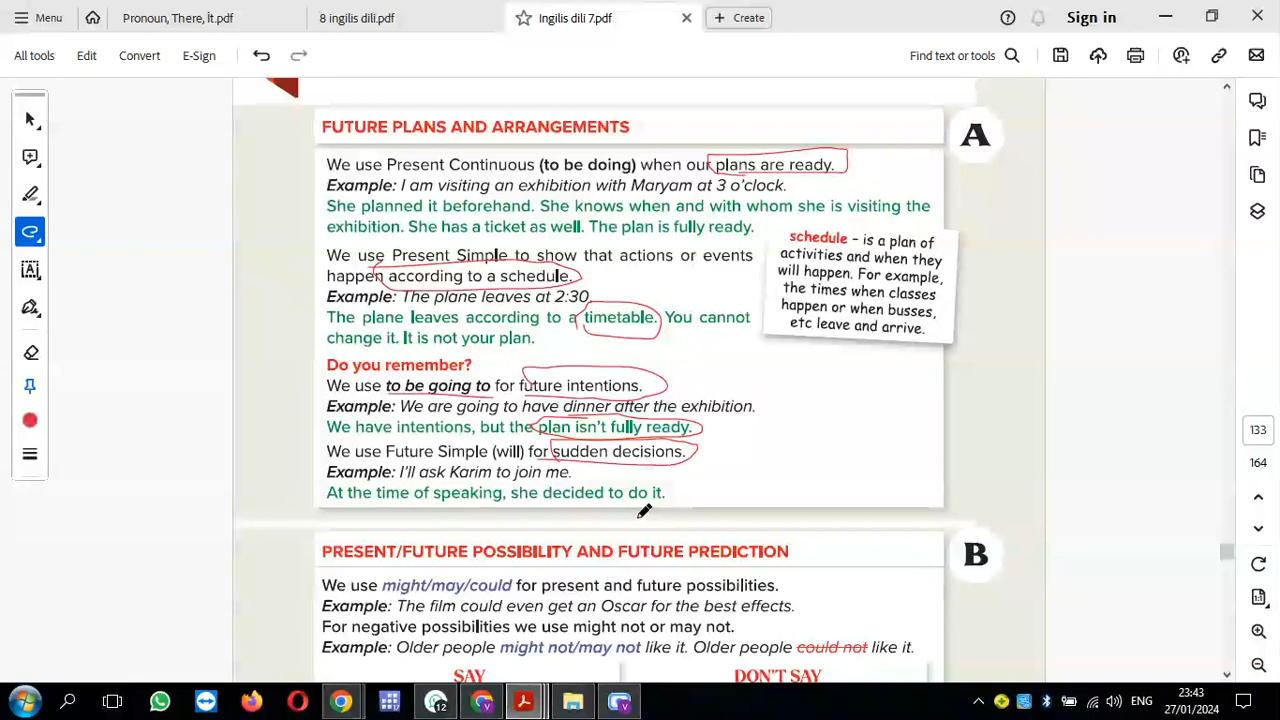 Menu
Pronoun, There, İt.pdf
8 ingilis dili.pdf
Ingilis dili 7.pdf
Create
Sign in
All tools
Edit
Convert
E-Sign
Find text or tools
FUTURE PLANS AND ARRANGEMENTS
A
We use Present Continuous (to be doing) when our plans are ready.
Example: I am visiting an exhibition with Maryam at 3 o'clock.
She planned it beforehand. She knows when and with whom she is visiting the
exhibition. She has a ticket as well. The plan is fully ready.
We use Present Simple to show that actions or events
happen according to a schedule.
Example: The plane leaves at 2:30.
The plane leaves according to a timetable. You cannot
change it. It is not your plan.
schedule - is a plan of
activities and when they
will happen. For example,
the times when classes
happen or when busses,
etc leave and arrive.
Do you remember?
We use to be going to for future intentions.
Example: We are going to have dinner after the exhibition.
We have intentions, but the plan isn't fully ready.
We use Future Simple (will) for sudden decisions.
Example: I'll ask Karim to join me.
At the time of speaking, she decided to do it.
PRESENT/FUTURE POSSIBILITY AND FUTURE PREDICTION
B
We use might/may/could for present and future possibilities.
Example: The film could even get an Oscar for the best effects.
For negative possibilities we use might not or may not.
Example: Older people might not/may not like it. Older people could not like it.
SAY
DON'T SAY
133
164
12
ENG
23:43
27/01/2024